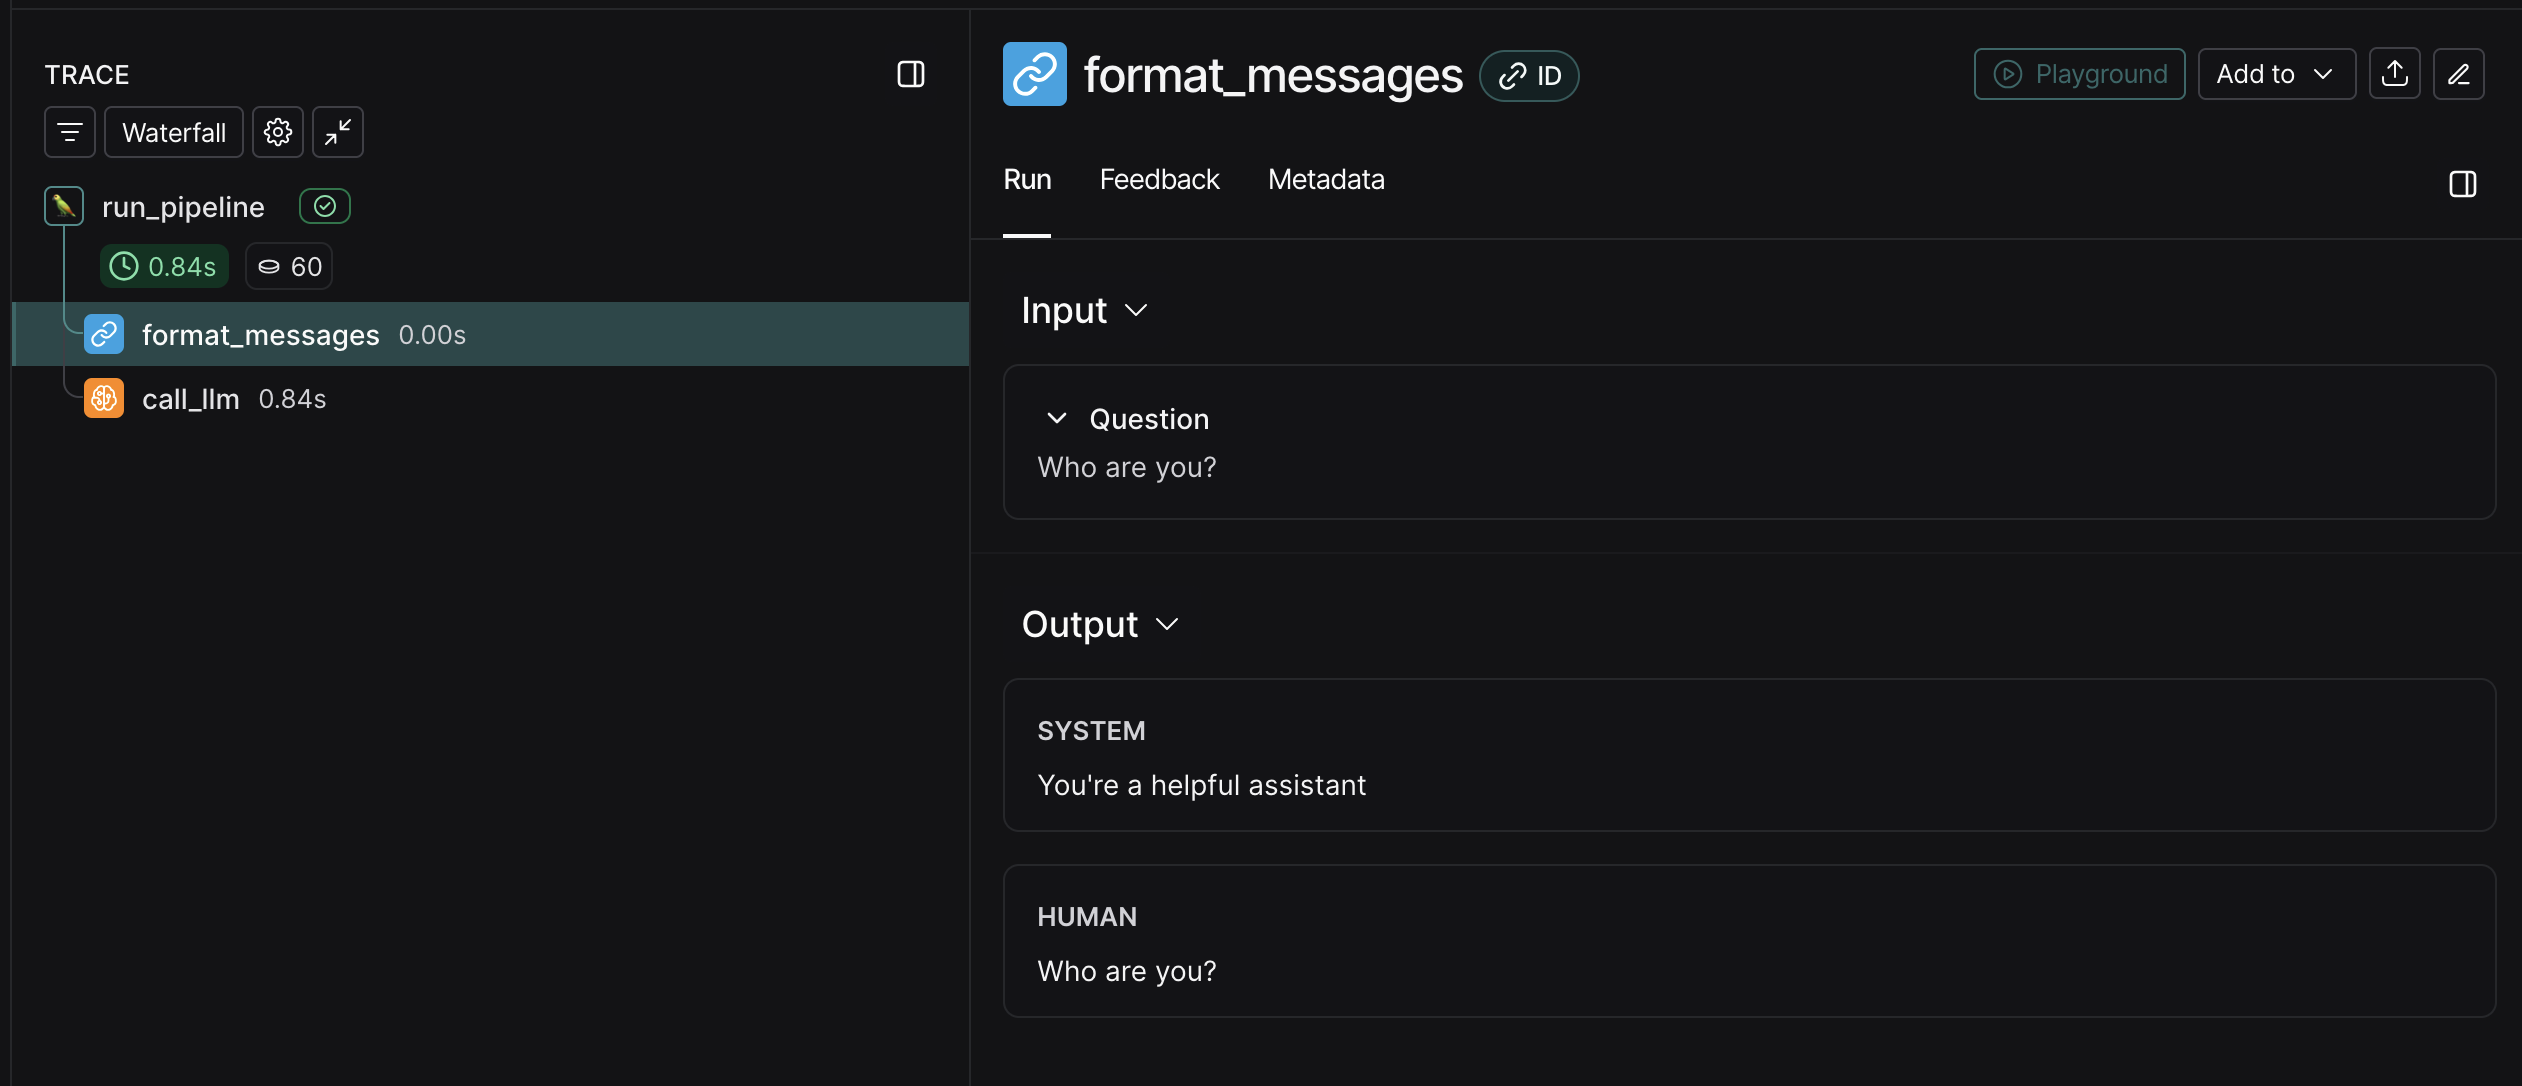 TRACE
Waterfall
run_pipeline
0.84s 60
format_messages 0.00s
call_llm 0.84s
format_messages ID
Playground Add to
Run Feedback Metadata
Input
Question
Who are you?
Output
SYSTEM
You're a helpful assistant
HUMAN
Who are you?